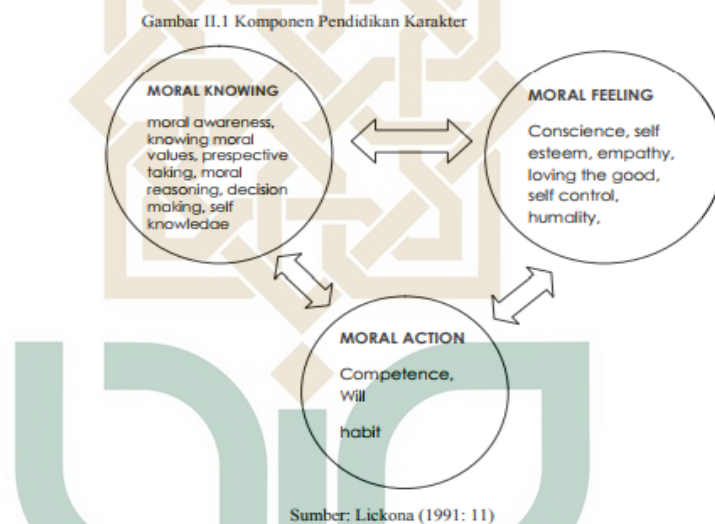 Gambar II.1 Komponen Pendidikan Karakter
MORAL KNOWING
moral awareness,
knowing moral
values, prespective
taking, moral
reasoning, decision
making, self
knowledae
MORAL FEELING
Conscience, self
esteem, empathy,
loving the good,
self control,
humality,
MORAL ACTION
Competence,
Will
habit
Sumber: Lickona (1991: 11)